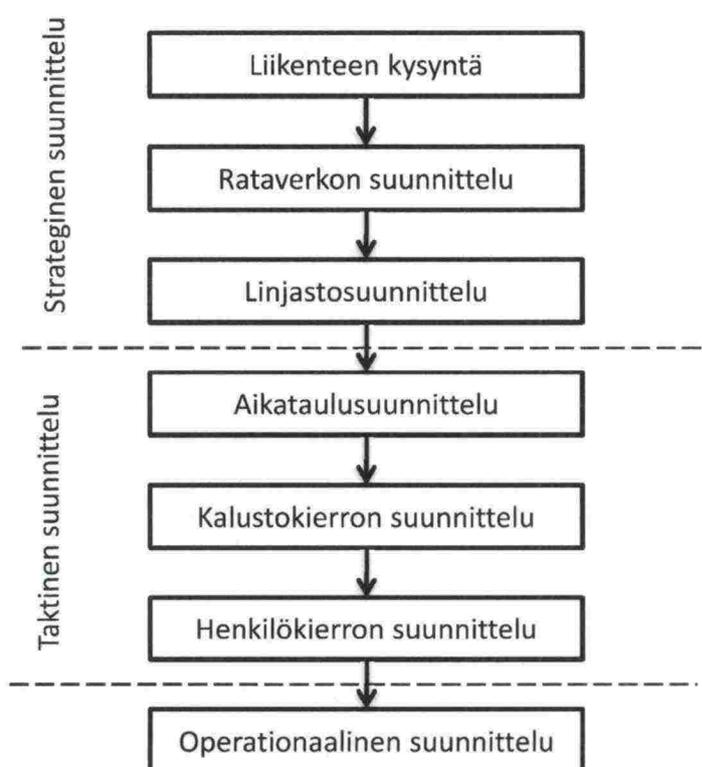 Strateginen suunnittelu
Liikenteen kysyntä
Rataverkon suunnittelu
Linjastosuunnittelu
Taktinen suunnittelu
Aikataulusuunnittelu
Kalustokierron suunnittelu
Henkilökierron suunnittelu
Operationaalinen suunnittelu